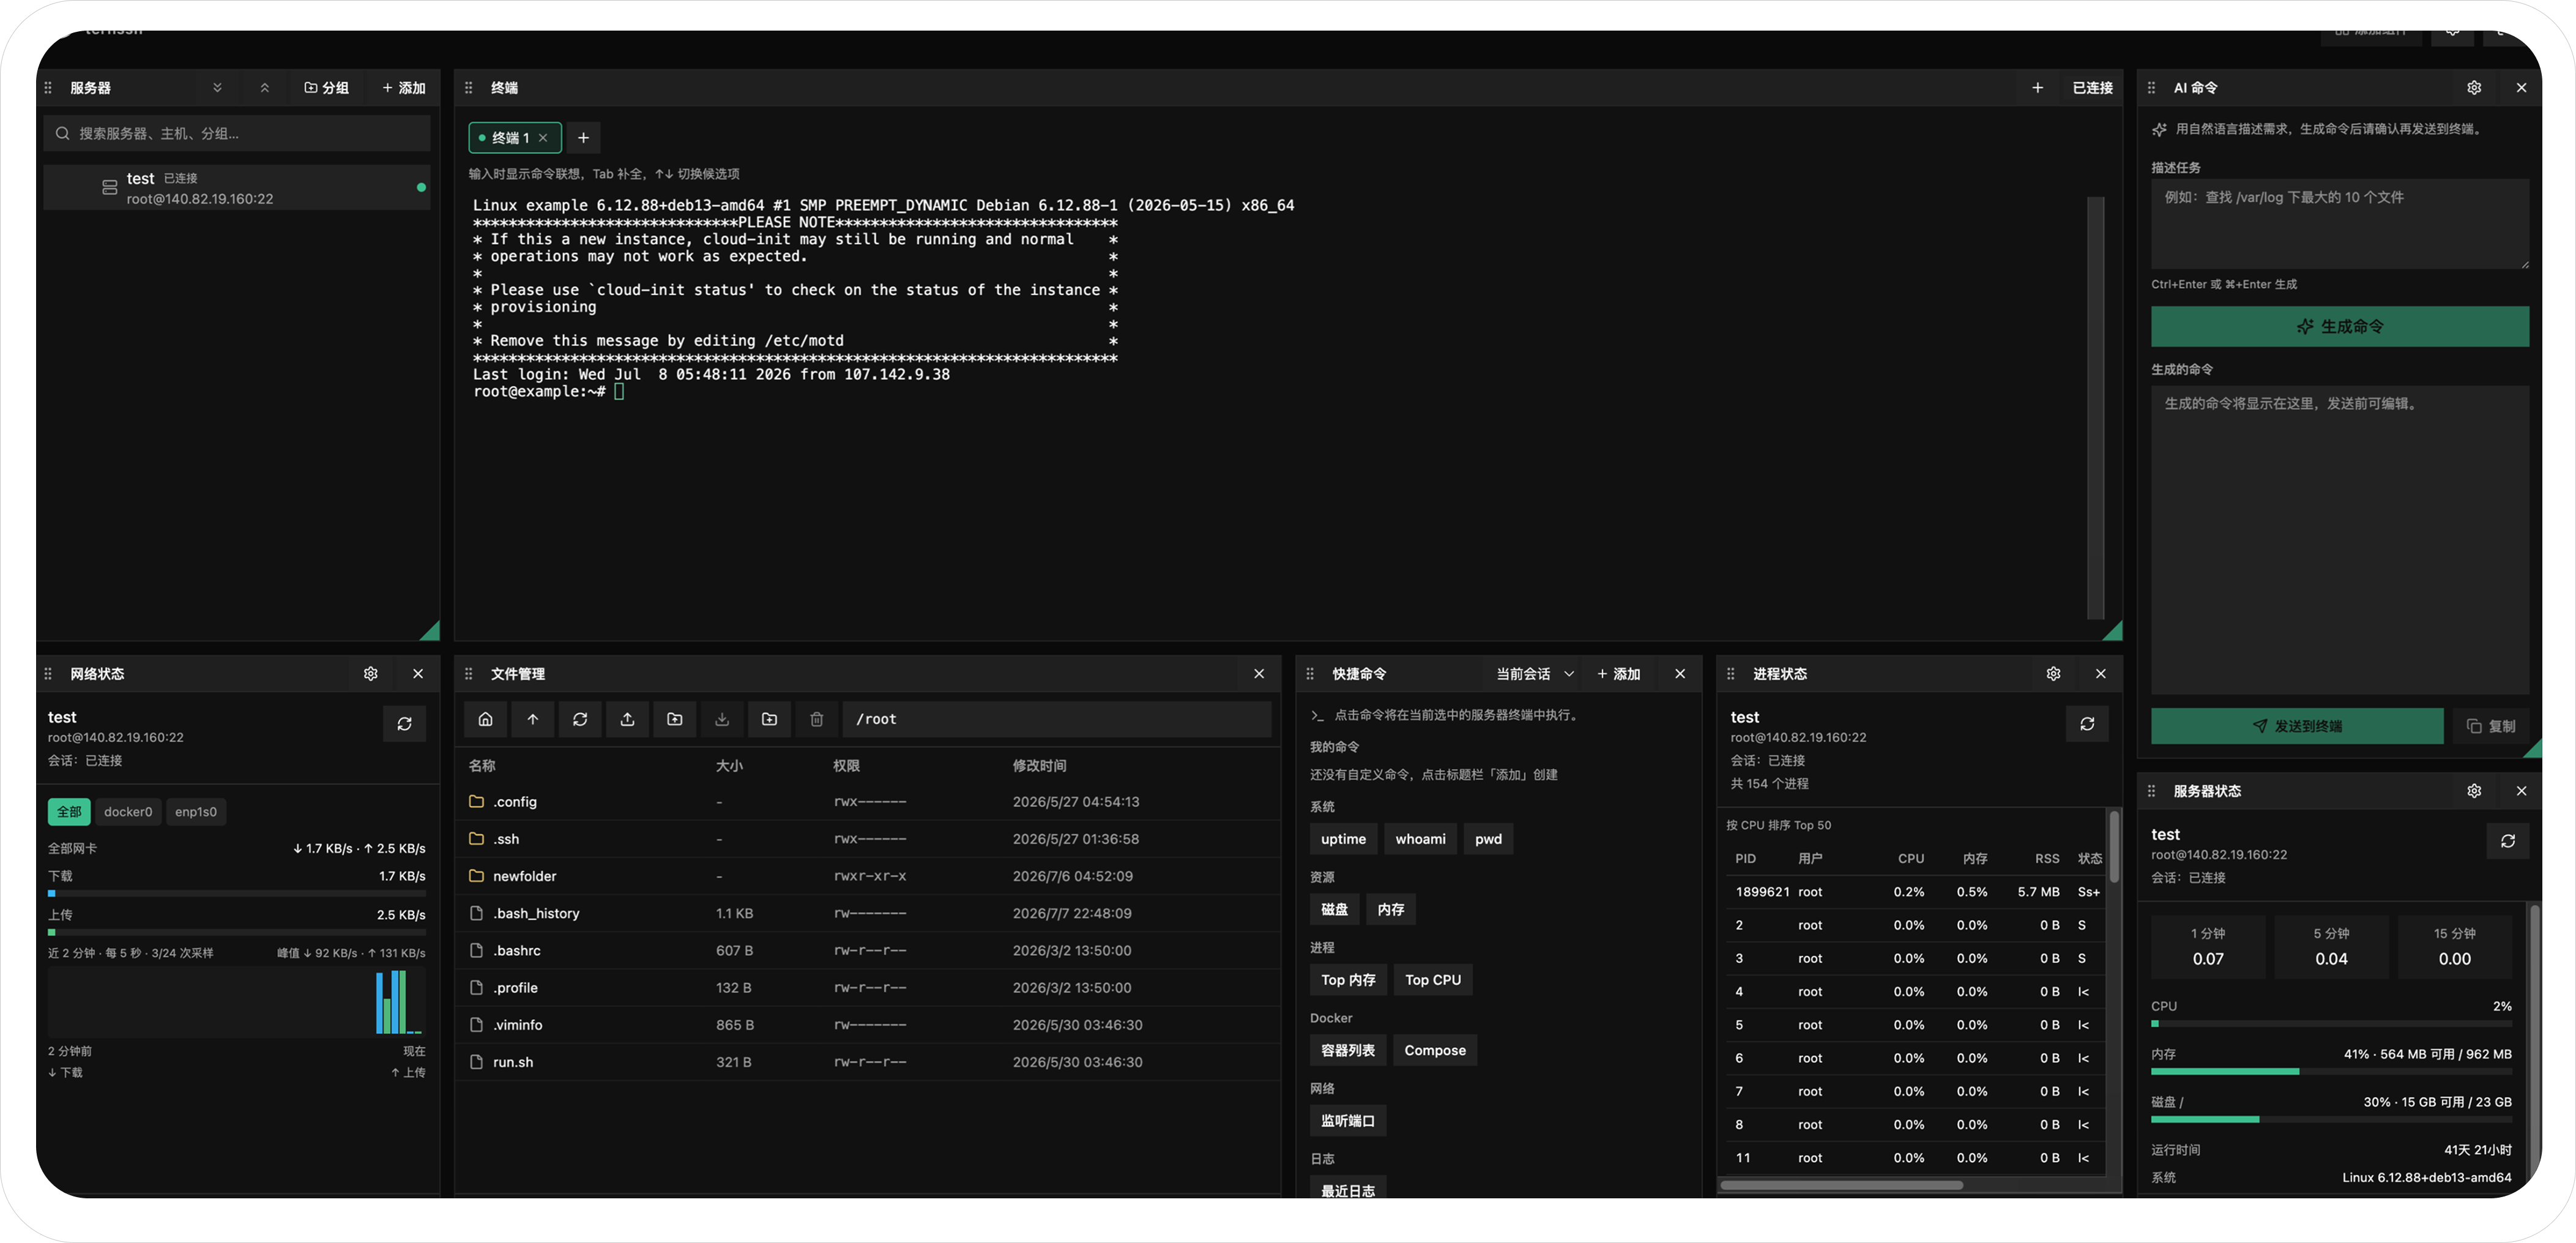 服务器
分组
+ 添加
搜索服务器、主机、分组...
test 已连接
root@140.82.19.160:22
终端
+ 已连接
终端 1 ×
+
输入时显示命令联想，Tab 补全，↑↓ 切换候选项
Linux example 6.12.88+deb13-amd64 #1 SMP PREEMPT_DYNAMIC Debian 6.12.88-1 (2026-05-15) x86_64
******************************PLEASE NOTE********************************
* If this a new instance, cloud-init may still be running and normal    *
* operations may not work as expected.                                  *
*                                                                       *
* Please use `cloud-init status' to check on the status of the instance *
* provisioning
*                                                                       *
* Remove this message by editing /etc/motd                              *
*************************************************************************
Last login: Wed Jul  8 05:48:11 2026 from 107.142.9.38
root@example:~#
AI 命令
用自然语言描述需求，生成命令后请确认再发送到终端。
描述任务
例如：查找 /var/log 下最大的 10 个文件
Ctrl+Enter 或 ⌘+Enter 生成
生成命令
生成的命令
生成的命令将显示在这里，发送前可编辑。
发送到终端
复制
网络状态
test
root@140.82.19.160:22
会话：已连接
全部 docker0 enp1s0
全部网卡 ↓ 1.7 KB/s · ↑ 2.5 KB/s
下载 1.7 KB/s
上传 2.5 KB/s
近 2 分钟 · 每 5 秒 · 3/24 次采样 峰值 ↓ 92 KB/s · ↑ 131 KB/s
2 分钟前 现在
↓ 下载 ↑ 上传
文件管理
/root
名称 大小 权限 修改时间
.config - rwx------ 2026/5/27 04:54:13
.ssh - rwx------ 2026/5/27 01:36:58
newfolder - rwxr-xr-x 2026/7/6 04:52:09
.bash_history 1.1 KB rw------- 2026/7/7 22:48:09
.bashrc 607 B rw-r--r-- 2026/3/2 13:50:00
.profile 132 B rw-r--r-- 2026/3/2 13:50:00
.viminfo 865 B rw------- 2026/5/30 03:46:30
run.sh 321 B rw-r--r-- 2026/5/30 03:46:30
快捷命令 当前会话 + 添加
>_ 点击命令将在当前选中的服务器终端中执行。
我的命令
还没有自定义命令，点击标题栏「添加」创建
系统
uptime whoami pwd
资源
磁盘 内存
进程
Top 内存 Top CPU
Docker
容器列表 Compose
网络
监听端口
日志
最近日志
进程状态
test
root@140.82.19.160:22
会话：已连接
共 154 个进程
按 CPU 排序 Top 50
PID 用户 CPU 内存 RSS 状态
1899621 root 0.2% 0.5% 5.7 MB Ss+
2 root 0.0% 0.0% 0 B S
3 root 0.0% 0.0% 0 B S
4 root 0.0% 0.0% 0 B I<
5 root 0.0% 0.0% 0 B I<
6 root 0.0% 0.0% 0 B I<
7 root 0.0% 0.0% 0 B I<
8 root 0.0% 0.0% 0 B I<
11 root 0.0% 0.0% 0 B I<
服务器状态
test
root@140.82.19.160:22
会话：已连接
1 分钟 5 分钟 15 分钟
0.07 0.04 0.00
CPU 2%
内存 41% · 564 MB 可用 / 962 MB
磁盘 / 30% · 15 GB 可用 / 23 GB
运行时间 41天 21小时
系统 Linux 6.12.88+deb13-amd64